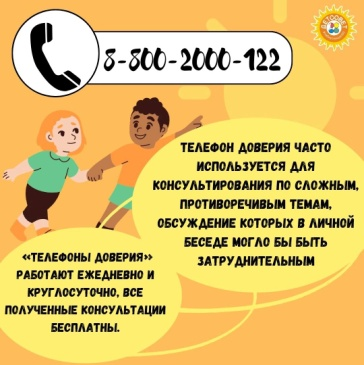 8-800-2000-122
ТЕЛЕФОН ДОВЕРИЯ ЧАСТО
ИСПОЛЬЗУЕТСЯ ДЛЯ
КОНСУЛЬТИРОВАНИЯ ПО СЛОЖНЫМ,
ПРОТИВОРЕЧИВЫМ ТЕМАМ,
ОБСУЖДЕНИЕ КОТОРЫХ В ЛИЧНОЙ
БЕСЕДЕ МОГЛО БЫ БЫТЬ
ЗАТРУДНИТЕЛЬНЫМ
«ТЕЛЕФОНЫ ДОВЕРИЯ»
РАБОТАЮТ ЕЖЕДНЕВНО И
КРУГЛОСУТОЧНО, ВСЕ
ПОЛУЧЕННЫЕ КОНСУЛЬТАЦИИ
БЕСПЛАТНЫ.